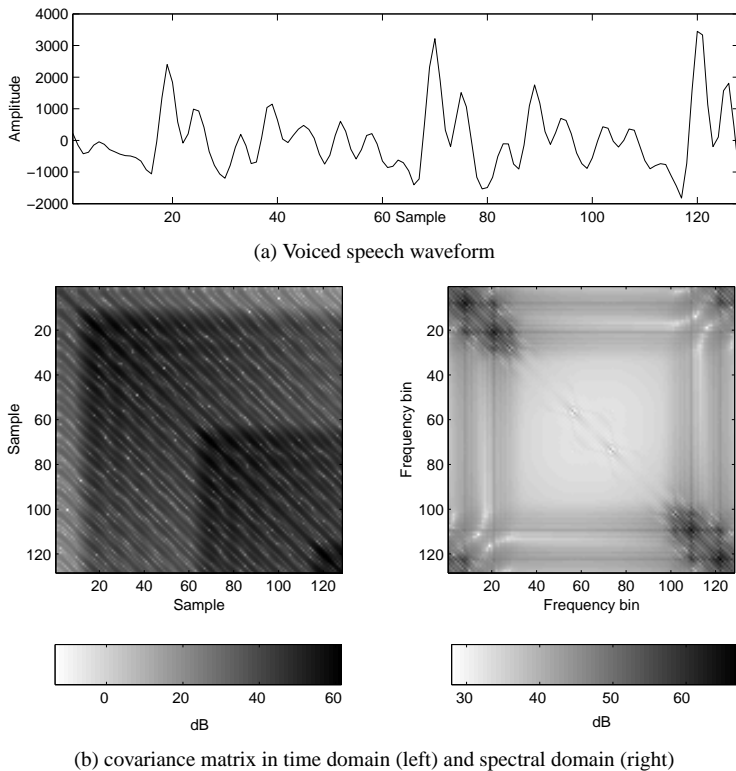 4000
3000
2000
1000
0
−1000
−2000
Amplitude
20 40 60 Sample 80 100 120
(a) Voiced speech waveform
20
40
60
80
100
120
Sample
20 40 60 80 100 120
Sample
20
40
60
80
100
120
Frequency bin
20 40 60 80 100 120
Frequency bin
0 20 40 60
dB
30 40 50 60
dB
(b) covariance matrix in time domain (left) and spectral domain (right)